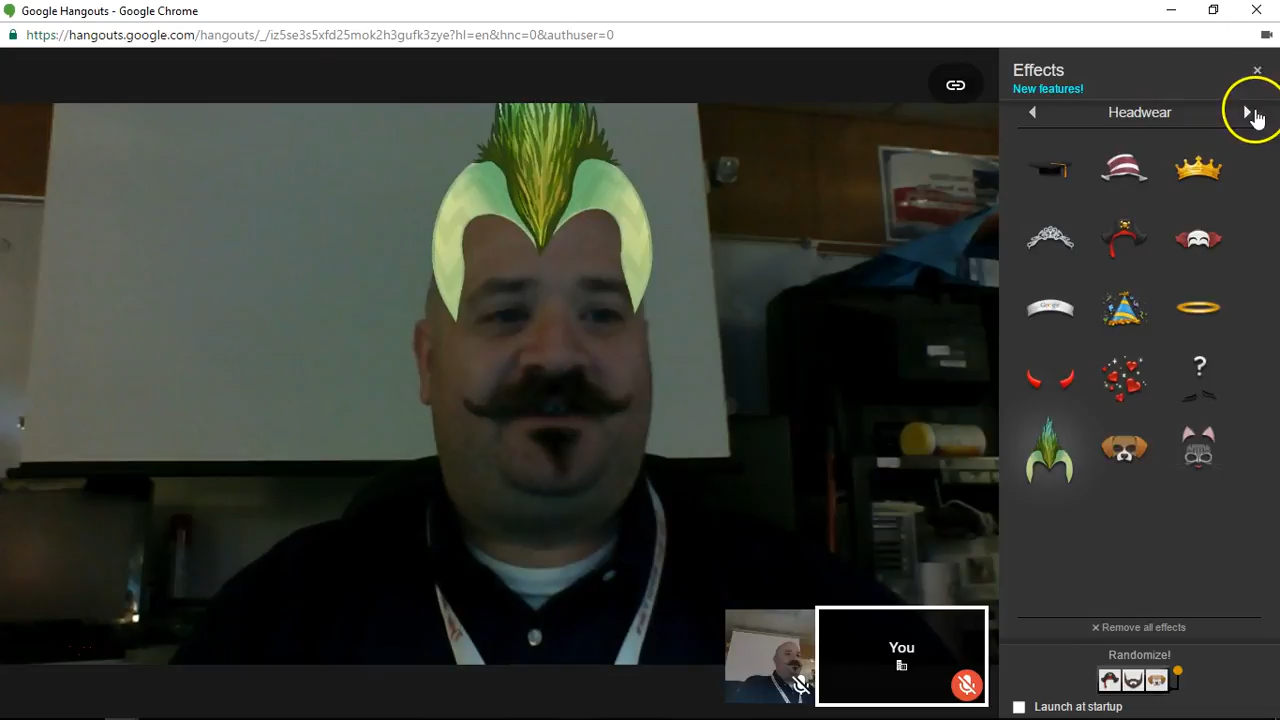 Google Hangouts - Google Chrome
https://hangouts.google.com/hangouts/_/iz5se3s5xfd25mok2h3gufk3zye?hl=en&hnc=0&authuser=0
Effects
New features!
Headwear
Google
?
You
Remove all effects
Randomize!
Launch at startup